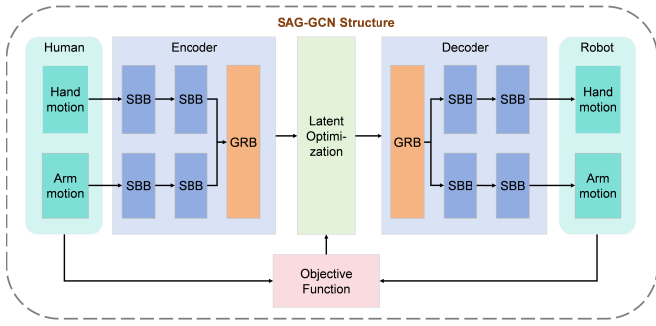 SAG-GCN Structure
Human
Encoder
Decoder
Robot
Hand
motion
SBB
SBB
Arm
motion
SBB
SBB
GRB
Latent
Optimi-
zation
GRB
SBB
SBB
SBB
SBB
Hand
motion
Arm
motion
Objective
Function